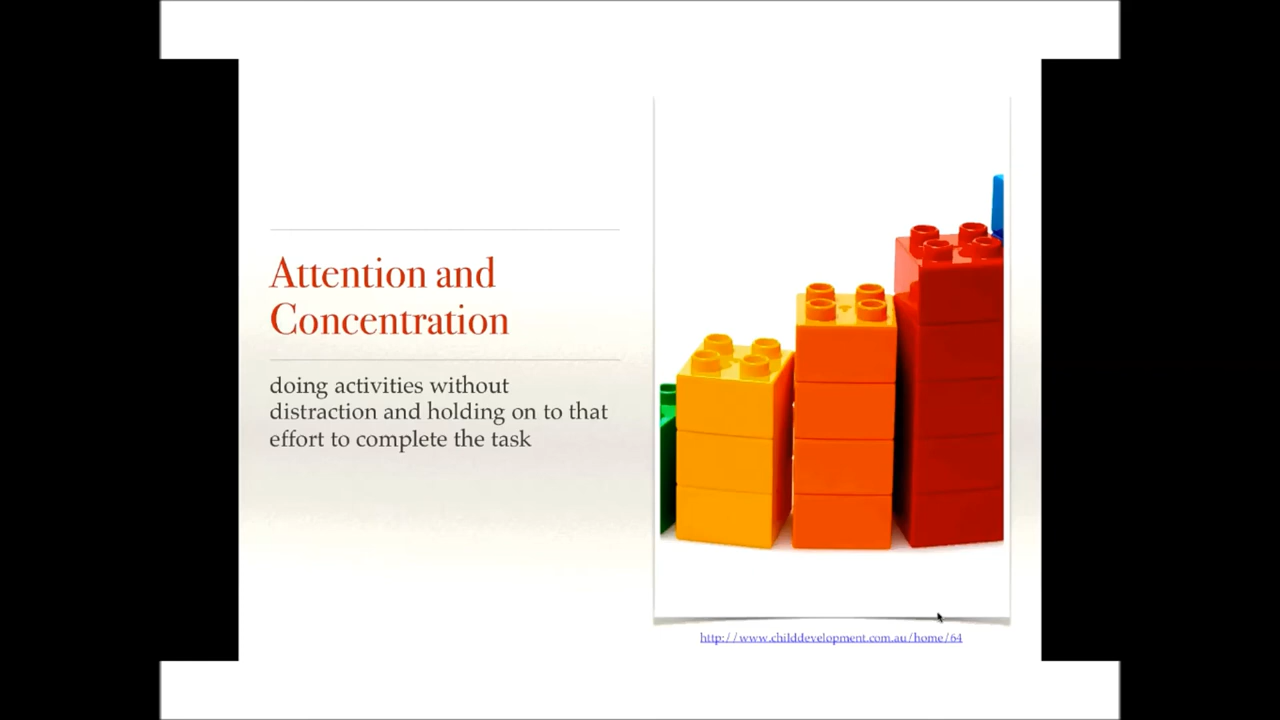 Attention and
Concentration
doing activities without
distraction and holding on to that
effort to complete the task
http://www.childdevelopment.com.au/home/64